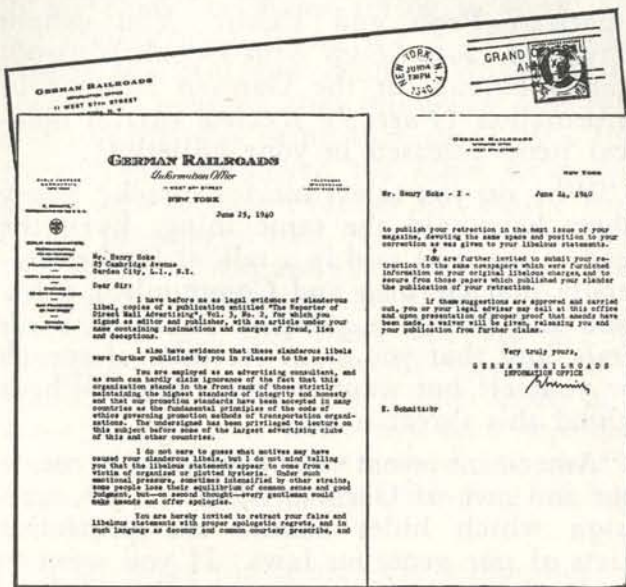 GERMAN RAILROADS
INFORMATION OFFICE
11 WEST 57TH STREET
NEW YORK, N.Y.
1940
GRAND
GERMAN RAILROADS
Information Office
11 WEST 57TH STREET
NEW YORK
June 25, 1940
Mr. Henry Hoke
Garden City, L.I., N.Y.
Dear Sir:
I have before me as legal evidence of slanderous
libel, copies of a publication entitled "The Reporter of
Direct Mail Advertising", Vol. 3, No. 2, for which you
signed as editor and publisher, with an article under your
name containing insinuations and charges of fraud, lies
and deceptions.
I also have evidence that these slanderous libels
were further publicized by you in releases to the press.
You are employed as an advertising consultant, and
as such can hardly claim ignorance of the fact that this
organization stands in the front rank of those strictly
maintaining the highest standards of integrity and honesty
and that our promotion standards have been accepted in many
countries as the fundamental principles of the code of
ethics governing promotion methods of transportation organi-
zations. The undersigned has been privileged to lecture on
this subject before some of the largest advertising clubs
of this and other countries.
I do not care to guess what motives may have
caused your slanderous libels, but I do not mind telling
you that the libelous statements appear to come from a
victim of organized or plotted hysteria. Under such
emotional pressure, sometimes intensified by other strains,
some people lose their equilibrium of common sense and good
judgment, but--on second thought--every gentleman would
make amends and offer apologies.
You are hereby invited to retract your false and
libelous statements with proper apologetic regrets, and in
such language as decency and common courtesy prescribe, and
GERMAN RAILROADS
NEW YORK
Mr. Henry Hoke - 2 - June 24, 1940
to publish your retraction in the next issue of your
magazine, devoting the same space and position to your
correction as was given to your libelous statements.
You are further invited to submit your re-
traction to the same newspapers which were furnished
information on your original libelous charges, and to
secure from those papers which publicly your claims
the publication of your retraction.
If these suggestions are approved and carried
out, you or your legal adviser may call at this office
and upon presentation of proper proof that amends have
been made, a waiver will be given, releasing you and
your publication from further claims.
Very truly yours,
GERMAN RAILROADS
INFORMATION OFFICE
E. Schmitz:br